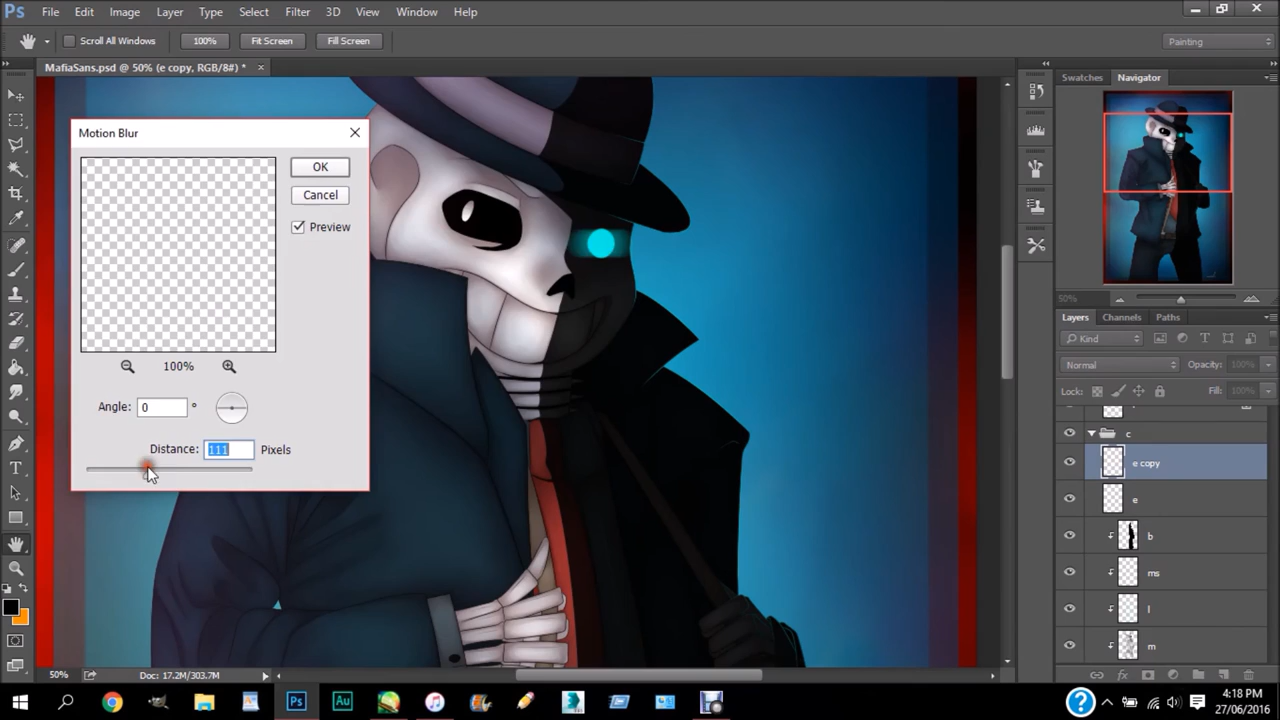 Ps File Edit Image Layer Type Select Filter 3D View Window Help
Scroll All Windows 100% Fit Screen Fill Screen Painting
MafiaSans.psd @ 50% (e copy, RGB/8#) *
Swatches Navigator
Motion Blur
OK
Cancel
Preview
100%
Angle: 0 °
Distance: 111 Pixels
50%
Layers Channels Paths
Kind
Normal Opacity: 100%
Lock: Fill: 100%
c
e copy
e
b
ms
l
m
50% Doc: 17.2M/303.7M
Ps Au
4:18 PM
27/06/2016